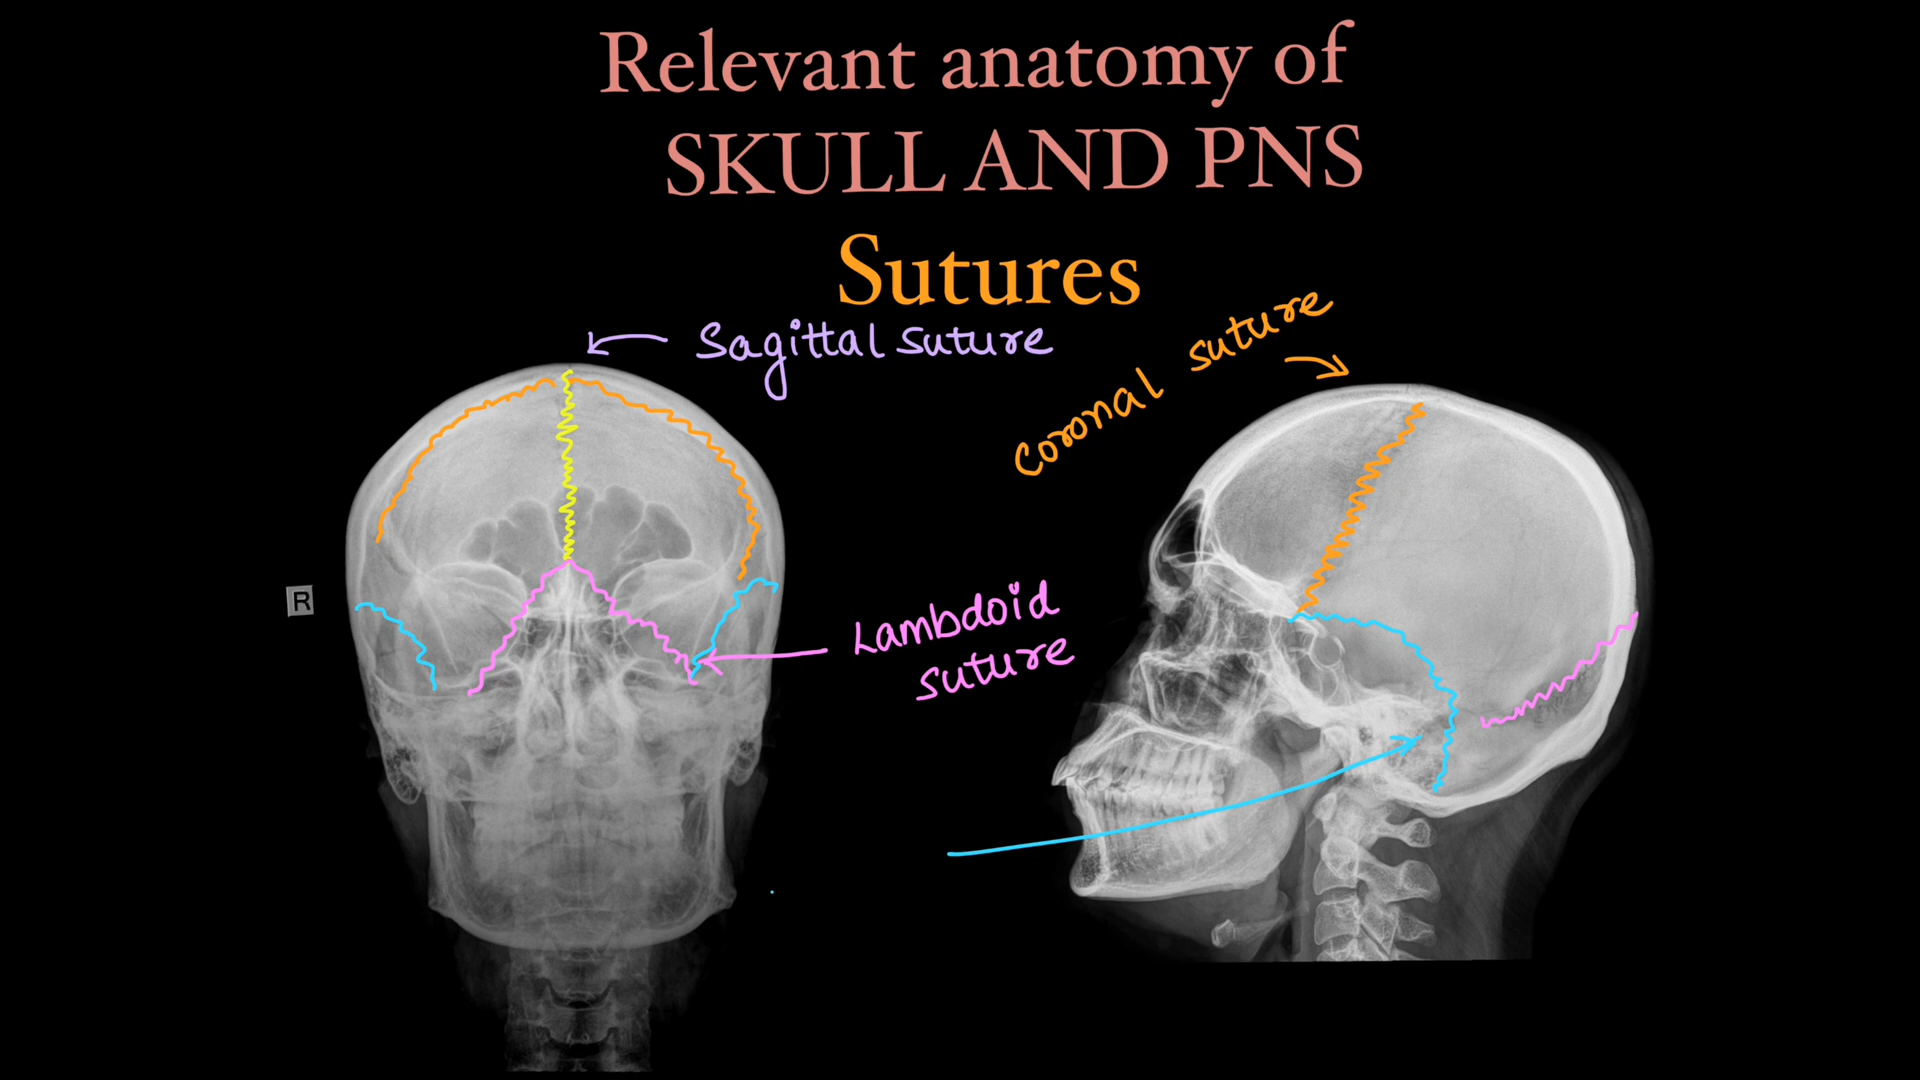 Relevant anatomy of
SKULL AND PNS
Sutures
Sagittal suture
Coronal suture
R
Lambdoid
suture